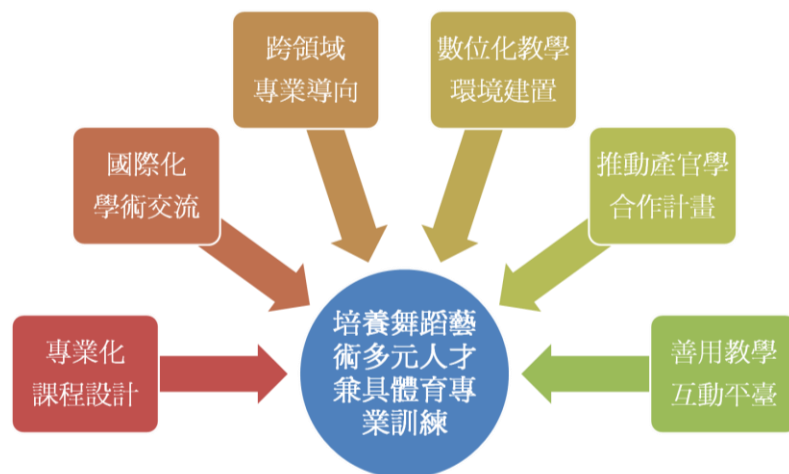 跨領域
專業導向
數位化教學
環境建置
國際化
學術交流
推動產官學
合作計畫
專業化
課程設計
培養舞蹈藝
術多元人才
兼具體育專
業訓練
善用教學
互動平臺